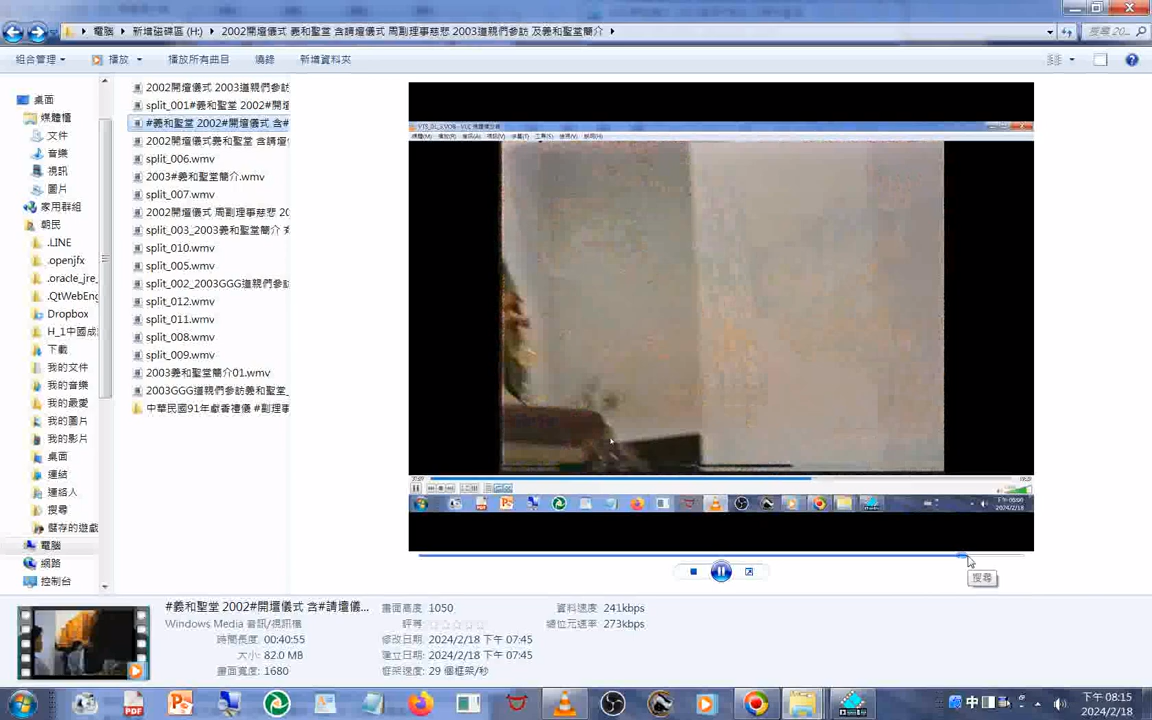 電腦 ▸ 新增磁碟區 (H:) ▸ 2002開壇儀式 義和聖堂 含請壇儀式 周副理事慈悲 2003道親們參訪 及義和聖堂簡介 ▸
搜尋 20...
組合管理 ▾ 播放 ▾ 播放所有曲目 燒錄 新增資料夾
桌面
媒體櫃
文件
音樂
視訊
圖片
家用群組
朝民
.LINE
.openjfx
.oracle_jre_
.QtWebEng
Dropbox
H_1中國成
下載
我的文件
我的音樂
我的最愛
我的圖片
我的影片
桌面
連結
連絡人
搜尋
儲存的遊戲
電腦
網路
控制台
2002開壇儀式 2003道親們參訪
split_001#義和聖堂 2002#開壇
#義和聖堂 2002#開壇儀式 含#
2002開壇儀式義和聖堂 含請壇
split_006.wmv
2003#義和聖堂簡介.wmv
split_007.wmv
2002開壇儀式 周副理事慈悲 20
split_003_2003義和聖堂簡介
split_010.wmv
split_005.wmv
split_002_2003GGG道親們參
split_012.wmv
split_011.wmv
split_008.wmv
split_009.wmv
2003義和聖堂簡介01.wmv
2003GGG道親們參訪義和聖堂_
中華民國91年獻香禮儀 #副理事
下午 06:00
2024/2/18
搜尋
#義和聖堂 2002#開壇儀式 含#請壇儀...
Windows Media 音訊/視訊檔
時間長度: 00:40:55
大小: 82.0 MB
畫面寬度: 1680
畫面高度: 1050
評等:
修改日期: 2024/2/18 下午 07:45
建立日期: 2024/2/18 下午 07:45
框架速度: 29 個框架/秒
資料速度: 241kbps
總位元速率: 273kbps
中
下午 08:15
2024/2/18